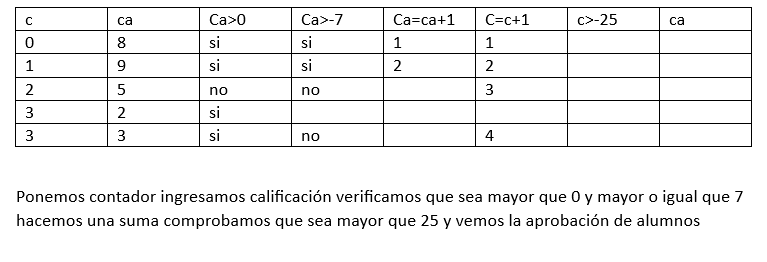 c ca Ca>0 Ca>-7 Ca=ca+1 C=c+1 c>-25 ca
0 8 si si 1 1
1 9 si si 2 2
2 5 no no 3
3 2 si
3 3 si no 4
Ponemos contador ingresamos calificación verificamos que sea mayor que 0 y mayor o igual que 7
hacemos una suma comprobamos que sea mayor que 25 y vemos la aprobación de alumnos